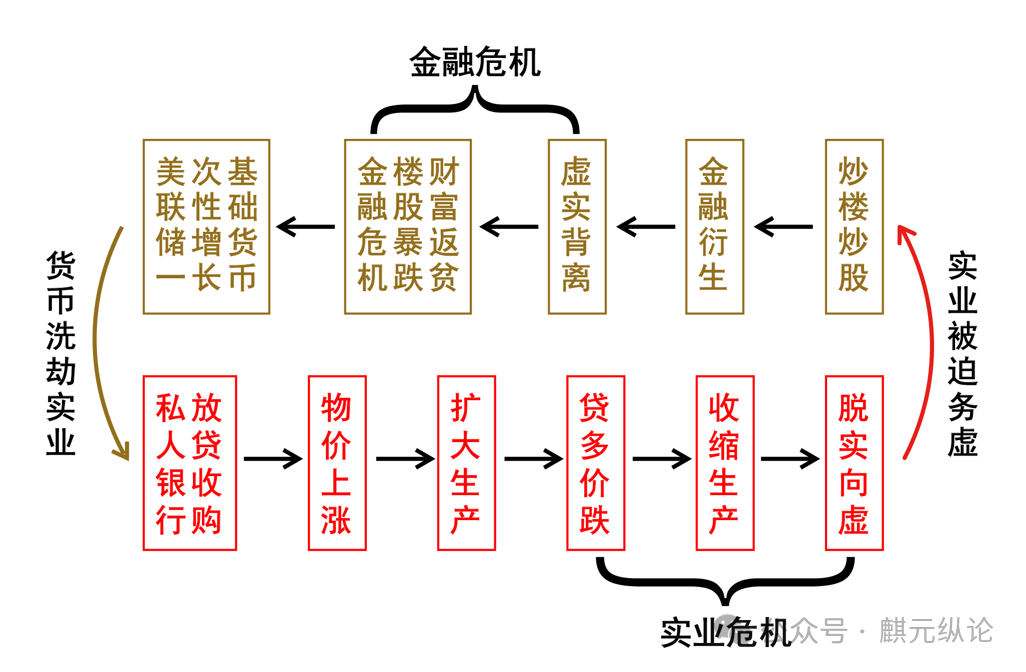 金融危机
美联储一
次性增长
基础货币
金融危机
楼股暴跌
财富返贫
虚实背离
金融衍生
炒楼炒股
货币洗劫实业
实业被迫务虚
私人银行
放贷收购
物价上涨
扩大生产
贷多价跌
收缩生产
脱实向虚
实业危机
公众号 · 麒元纵论